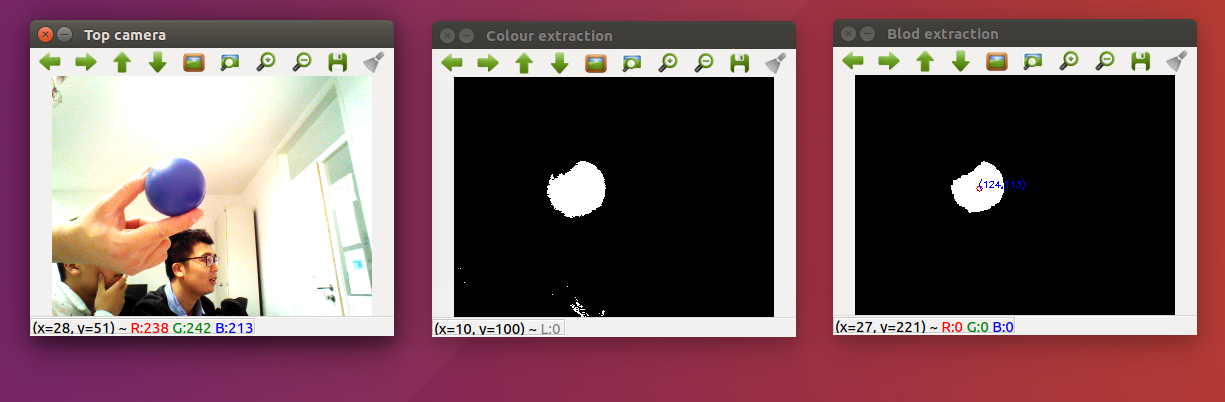 Top camera
Colour extraction
Blod extraction
(124,113)
(x=28, y=51) ~ R:238 G:242 B:213
(x=10, y=100) ~ L:0
(x=27, y=221) ~ R:0 G:0 B:0